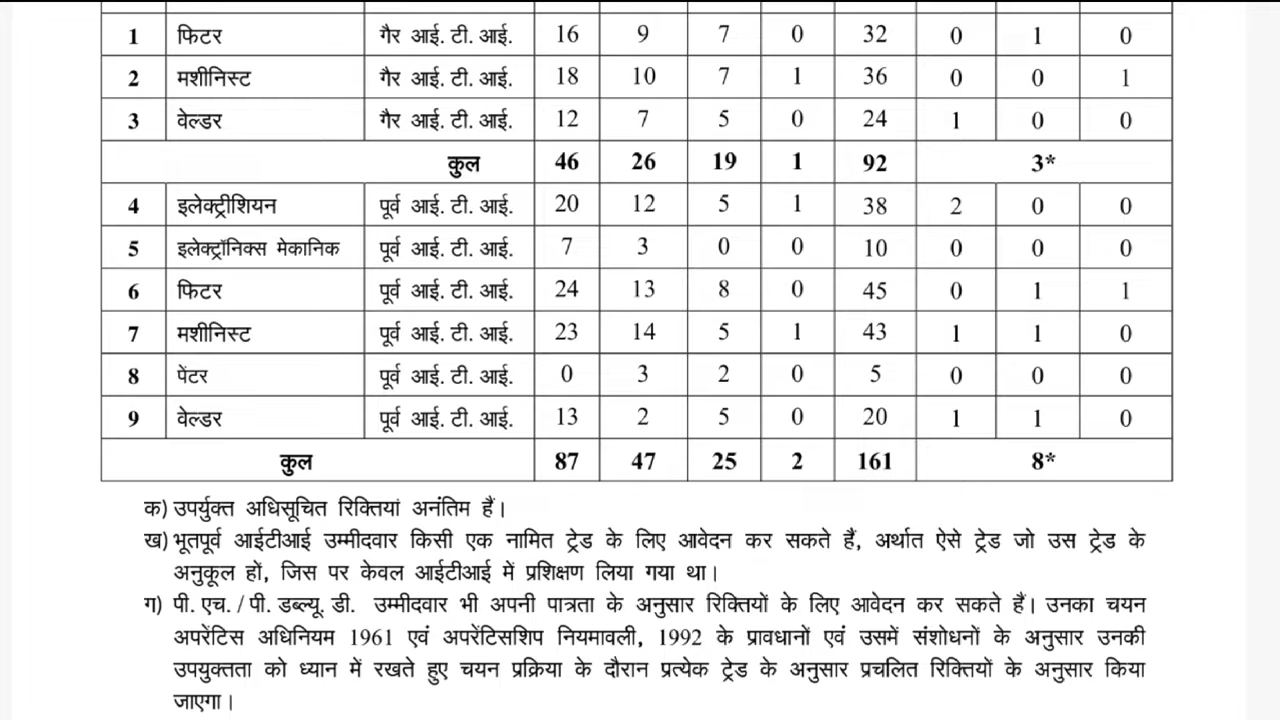 1 फिटर गैर आई. टी. आई. 16 9 7 0 32 0 1 0
2 मशीनिस्ट गैर आई. टी. आई. 18 10 7 1 36 0 0 1
3 वेल्डर गैर आई. टी. आई. 12 7 5 0 24 1 0 0
कुल 46 26 19 1 92 3*
4 इलेक्ट्रीशियन पूर्व आई. टी. आई. 20 12 5 1 38 2 0 0
5 इलेक्ट्रॉनिक्स मेकानिक पूर्व आई. टी. आई. 7 3 0 0 10 0 0 0
6 फिटर पूर्व आई. टी. आई. 24 13 8 0 45 0 1 1
7 मशीनिस्ट पूर्व आई. टी. आई. 23 14 5 1 43 1 1 0
8 पेंटर पूर्व आई. टी. आई. 0 3 2 0 5 0 0 0
9 वेल्डर पूर्व आई. टी. आई. 13 2 5 0 20 1 1 0
कुल 87 47 25 2 161 8*
क) उपर्युक्त अधिसूचित रिक्तियां अनंतिम हैं।
ख) भूतपूर्व आईटीआई उम्मीदवार किसी एक नामित ट्रेड के लिए आवेदन कर सकते हैं, अर्थात ऐसे ट्रेड जो उस ट्रेड के
अनुकूल हों, जिस पर केवल आईटीआई में प्रशिक्षण लिया गया था।
ग) पी. एच. / पी. डब्ल्यू. डी. उम्मीदवार भी अपनी पात्रता के अनुसार रिक्तियों के लिए आवेदन कर सकते हैं। उनका चयन
अपरेंटिस अधिनियम 1961 एवं अपरेंटिसशिप नियमावली, 1992 के प्रावधानों एवं उसमें संशोधनों के अनुसार उनकी
उपयुक्तता को ध्यान में रखते हुए चयन प्रक्रिया के दौरान प्रत्येक ट्रेड के अनुसार प्रचलित रिक्तियों के अनुसार किया
जाएगा।